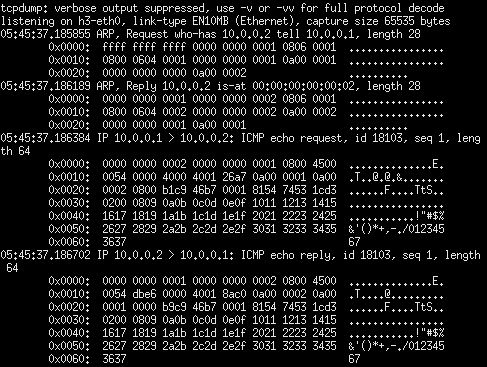 tcpdump: verbose output suppressed, use -v or -vv for full protocol decode
listening on h3-eth0, link-type EN10MB (Ethernet), capture size 65535 bytes
05:45:37.185855 ARP, Request who-has 10.0.0.2 tell 10.0.0.1, length 28
0x0000:  ffff ffff ffff 0000 0000 0001 0806 0001  ................
0x0010:  0800 0604 0001 0000 0000 0001 0a00 0001  ................
0x0020:  0000 0000 0000 0a00 0002  ..........
05:45:37.186189 ARP, Reply 10.0.0.2 is-at 00:00:00:00:00:02, length 28
0x0000:  0000 0000 0001 0000 0000 0002 0806 0001  ................
0x0010:  0800 0604 0002 0000 0000 0002 0a00 0002  ................
0x0020:  0000 0000 0001 0a00 0001  ..........
05:45:37.186384 IP 10.0.0.1 > 10.0.0.2: ICMP echo request, id 18103, seq 1, leng
th 64
0x0000:  0000 0000 0002 0000 0000 0001 0800 4500  ..............E.
0x0010:  0054 0000 4000 4001 26a7 0a00 0001 0a00  .T..@.@.&.......
0x0020:  0002 0800 b1c9 46b7 0001 8154 7453 1cd3  ......F....TtS..
0x0030:  0200 0809 0a0b 0c0d 0e0f 1011 1213 1415  ................
0x0040:  1617 1819 1a1b 1c1d 1e1f 2021 2223 2425  ..........!"#$%
0x0050:  2627 2829 2a2b 2c2d 2e2f 3031 3233 3435  &'()*+,-./012345
0x0060:  3637  67
05:45:37.186702 IP 10.0.0.2 > 10.0.0.1: ICMP echo reply, id 18103, seq 1, length
64
0x0000:  0000 0000 0001 0000 0000 0002 0800 4500  ..............E.
0x0010:  0054 dbe6 0000 4001 8ac0 0a00 0002 0a00  .T....@.........
0x0020:  0001 0000 b9c9 46b7 0001 8154 7453 1cd3  ......F....TtS..
0x0030:  0200 0809 0a0b 0c0d 0e0f 1011 1213 1415  ................
0x0040:  1617 1819 1a1b 1c1d 1e1f 2021 2223 2425  ..........!"#$%
0x0050:  2627 2829 2a2b 2c2d 2e2f 3031 3233 3435  &'()*+,-./012345
0x0060:  3637  67